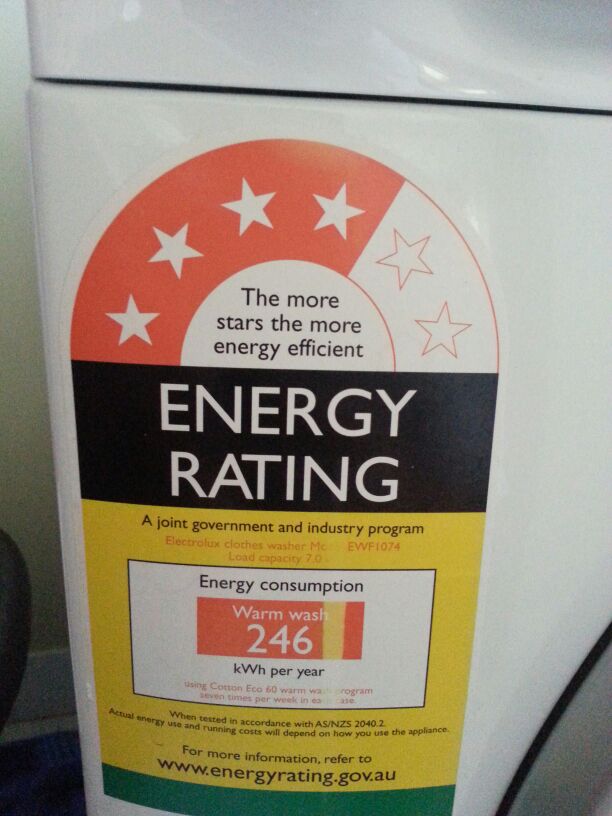 The more
stars the more
energy efficient
ENERGY
RATING
A joint government and industry program
Electrolux clothes washer EWF1074
Load capacity 7.0
Energy consumption
Warm wash
246
kWh per year
using Cotton Eco 60 warm
seven times per week in case
When tested in accordance with AS/NZS 2040.2.
Actual energy use and running costs will depend on how you use the appliance.
For more information, refer to
www.energyrating.gov.au